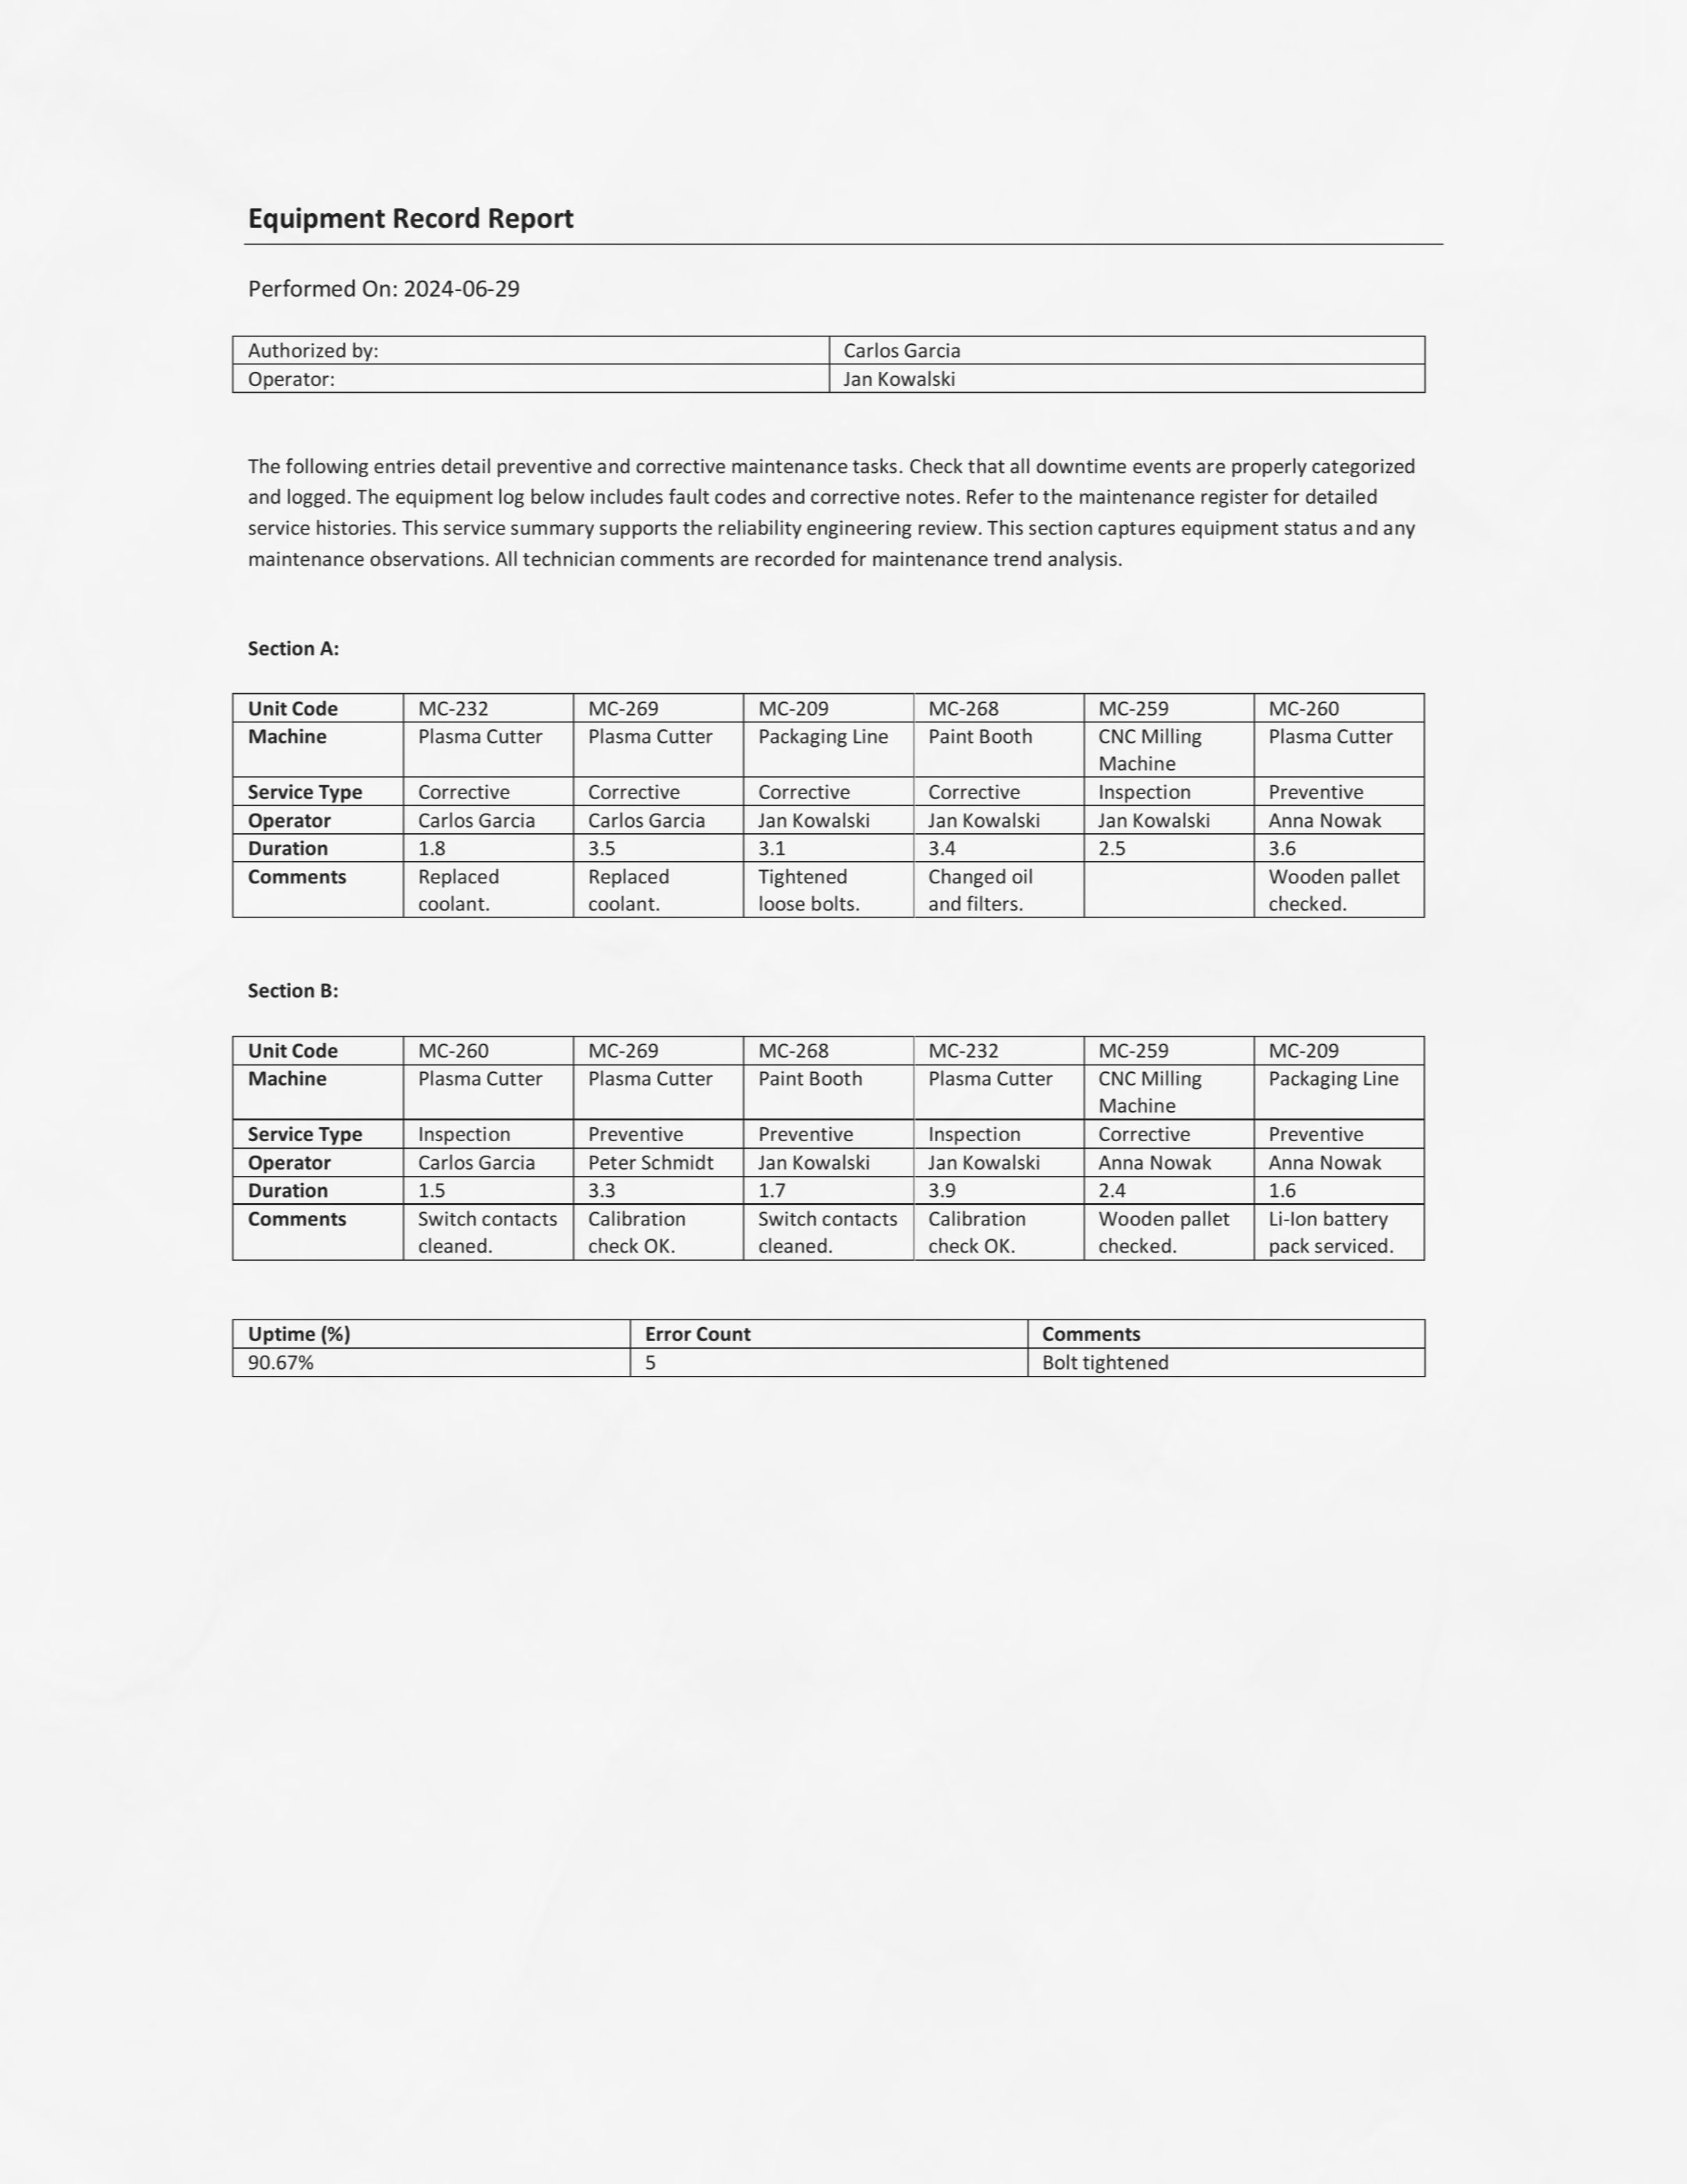 Equipment Record Report
Performed On: 2024-06-29
Authorized by: Carlos Garcia
Operator: Jan Kowalski
The following entries detail preventive and corrective maintenance tasks. Check that all downtime events are properly categorized
and logged. The equipment log below includes fault codes and corrective notes. Refer to the maintenance register for detailed
service histories. This service summary supports the reliability engineering review. This section captures equipment status and any
maintenance observations. All technician comments are recorded for maintenance trend analysis.
Section A:
Unit Code MC-232 MC-269 MC-209 MC-268 MC-259 MC-260
Machine Plasma Cutter Plasma Cutter Packaging Line Paint Booth CNC Milling Plasma Cutter
Machine
Service Type Corrective Corrective Corrective Corrective Inspection Preventive
Operator Carlos Garcia Carlos Garcia Jan Kowalski Jan Kowalski Jan Kowalski Anna Nowak
Duration 1.8 3.5 3.1 3.4 2.5 3.6
Comments Replaced Replaced Tightened Changed oil Wooden pallet
coolant. coolant. loose bolts. and filters. checked.
Section B:
Unit Code MC-260 MC-269 MC-268 MC-232 MC-259 MC-209
Machine Plasma Cutter Plasma Cutter Paint Booth Plasma Cutter CNC Milling Packaging Line
Machine
Service Type Inspection Preventive Preventive Inspection Corrective Preventive
Operator Carlos Garcia Peter Schmidt Jan Kowalski Jan Kowalski Anna Nowak Anna Nowak
Duration 1.5 3.3 1.7 3.9 2.4 1.6
Comments Switch contacts Calibration Switch contacts Calibration Wooden pallet Li-Ion battery
cleaned. check OK. cleaned. check OK. checked. pack serviced.
Uptime (%) Error Count Comments
90.67% 5 Bolt tightened